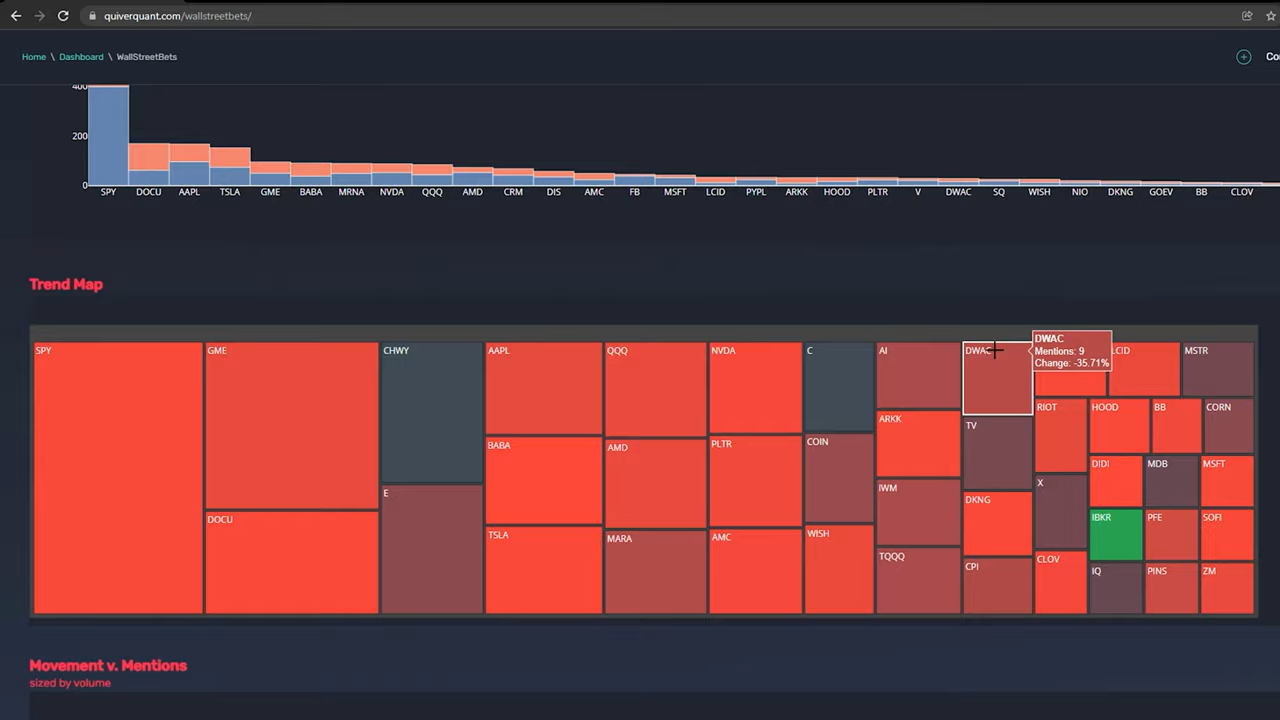 quiverquant.com/wallstreetbets/
Home \ Dashboard \ WallStreetBets
Co
400
200
0
SPY DOCU AAPL TSLA GME BABA MRNA NVDA QQQ AMD CRM DIS AMC FB MSFT LCID PYPL ARKK HOOD PLTR V DWAC SQ WISH NIO DKNG GOEV BB CLOV
Trend Map
SPY
GME
DOCU
CHWY
E
AAPL
BABA
TSLA
QQQ
AMD
MARA
NVDA
PLTR
AMC
C
COIN
WISH
AI
ARKK
IWM
TQQQ
DWAC
TV
DKNG
CPI
DWAC
Mentions: 9
Change: -35.71%
LCID
MSTR
RIOT
X
CLOV
HOOD
BB
CORN
DIDI
MDB
MSFT
IBKR
PFE
SOFI
IQ
PINS
ZM
Movement v. Mentions
sized by volume